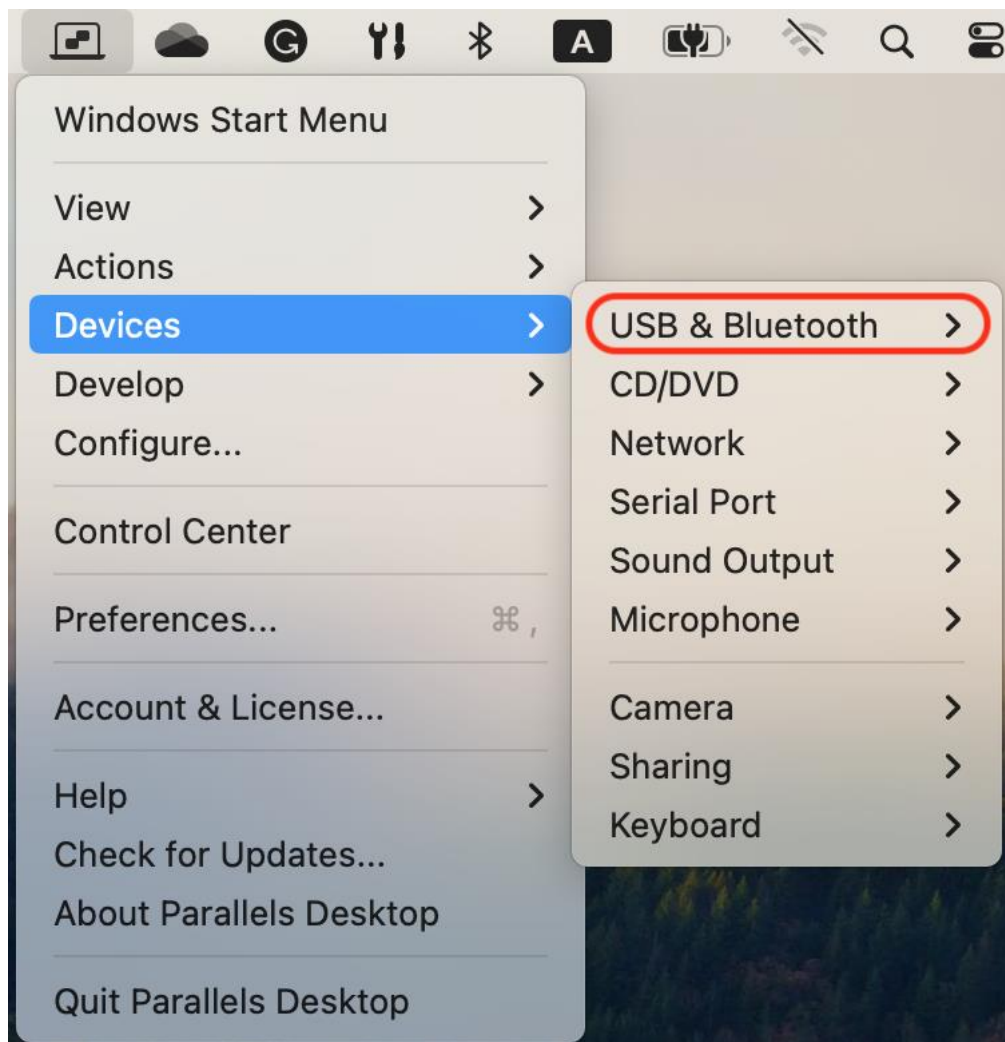 A
Windows Start Menu
View
Actions
Devices
Develop
Configure...
Control Center
Preferences... ⌘ ,
Account & License...
Help
Check for Updates...
About Parallels Desktop
Quit Parallels Desktop
USB & Bluetooth
CD/DVD
Network
Serial Port
Sound Output
Microphone
Camera
Sharing
Keyboard